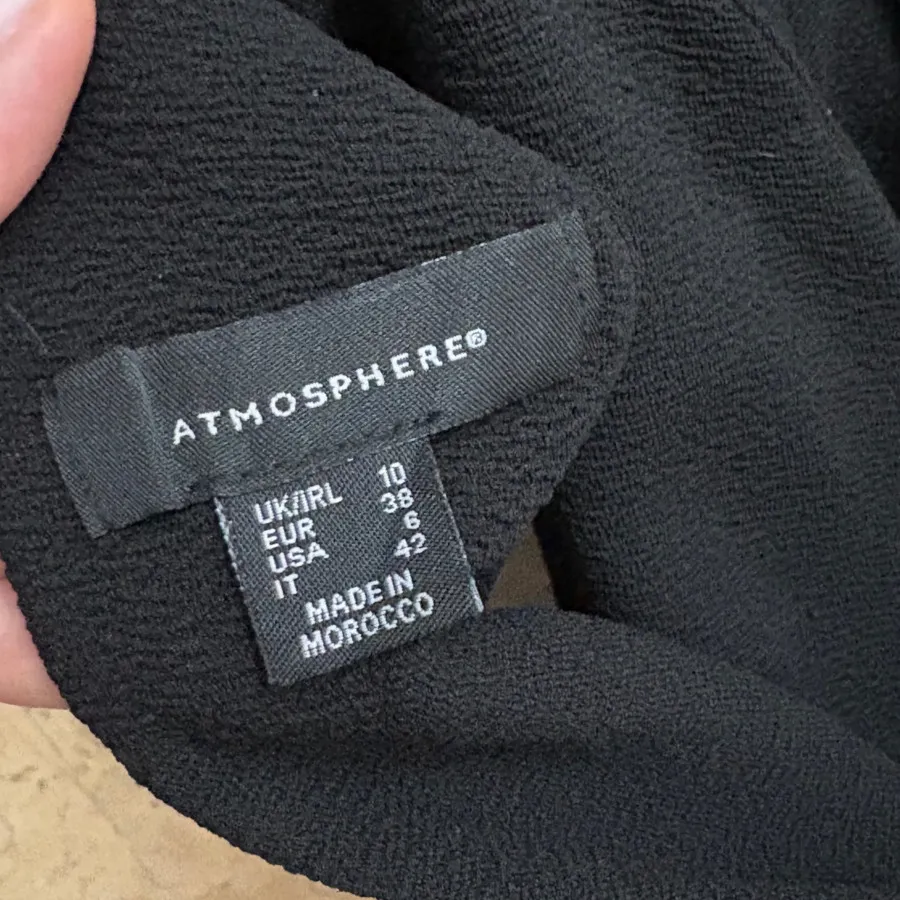 ATMOSPHERE®
UK/IRL 10
EUR 38
USA 6
IT 42
MADE IN
MOROCCO